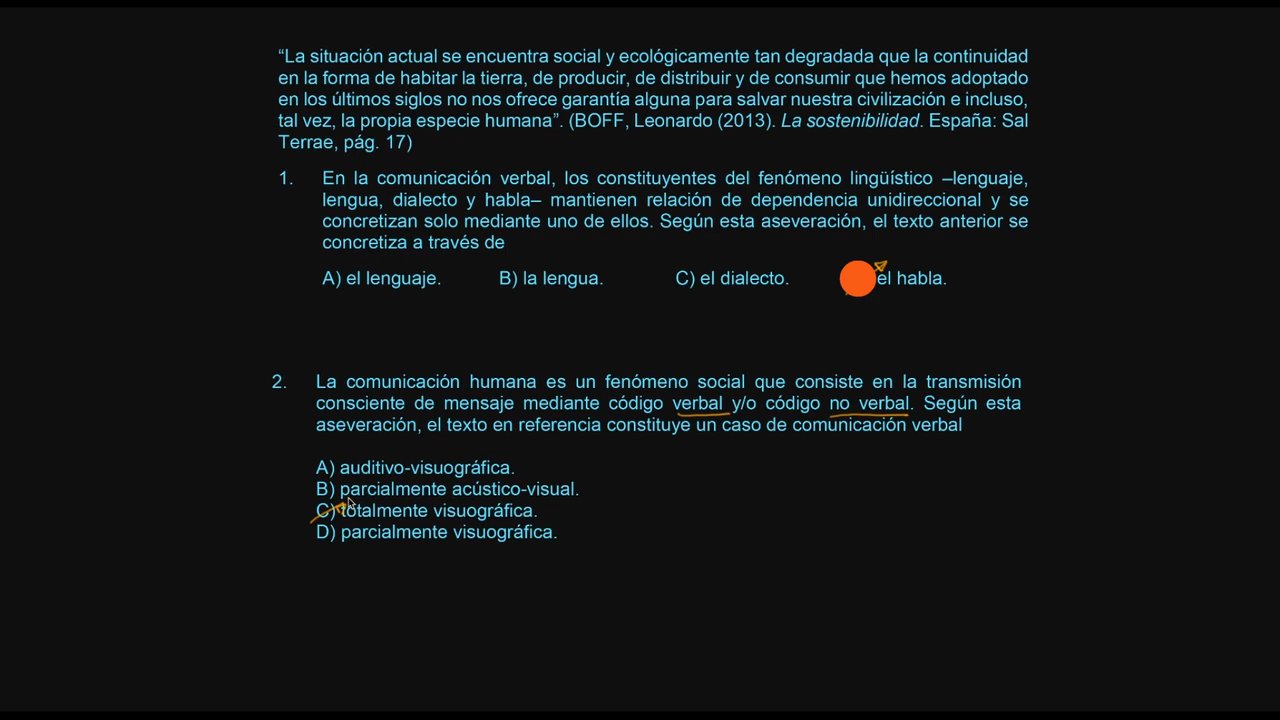 “La situación actual se encuentra social y ecológicamente tan degradada que la continuidad
en la forma de habitar la tierra, de producir, de distribuir y de consumir que hemos adoptado
en los últimos siglos no nos ofrece garantía alguna para salvar nuestra civilización e incluso,
tal vez, la propia especie humana”. (BOFF, Leonardo (2013). La sostenibilidad. España: Sal
Terrae, pág. 17)
1. En la comunicación verbal, los constituyentes del fenómeno lingüístico –lenguaje,
lengua, dialecto y habla– mantienen relación de dependencia unidireccional y se
concretizan solo mediante uno de ellos. Según esta aseveración, el texto anterior se
concretiza a través de
A) el lenguaje. B) la lengua. C) el dialecto. el habla.
2. La comunicación humana es un fenómeno social que consiste en la transmisión
consciente de mensaje mediante código verbal y/o código no verbal. Según esta
aseveración, el texto en referencia constituye un caso de comunicación verbal
A) auditivo-visuográfica.
B) parcialmente acústico-visual.
C) totalmente visuográfica.
D) parcialmente visuográfica.